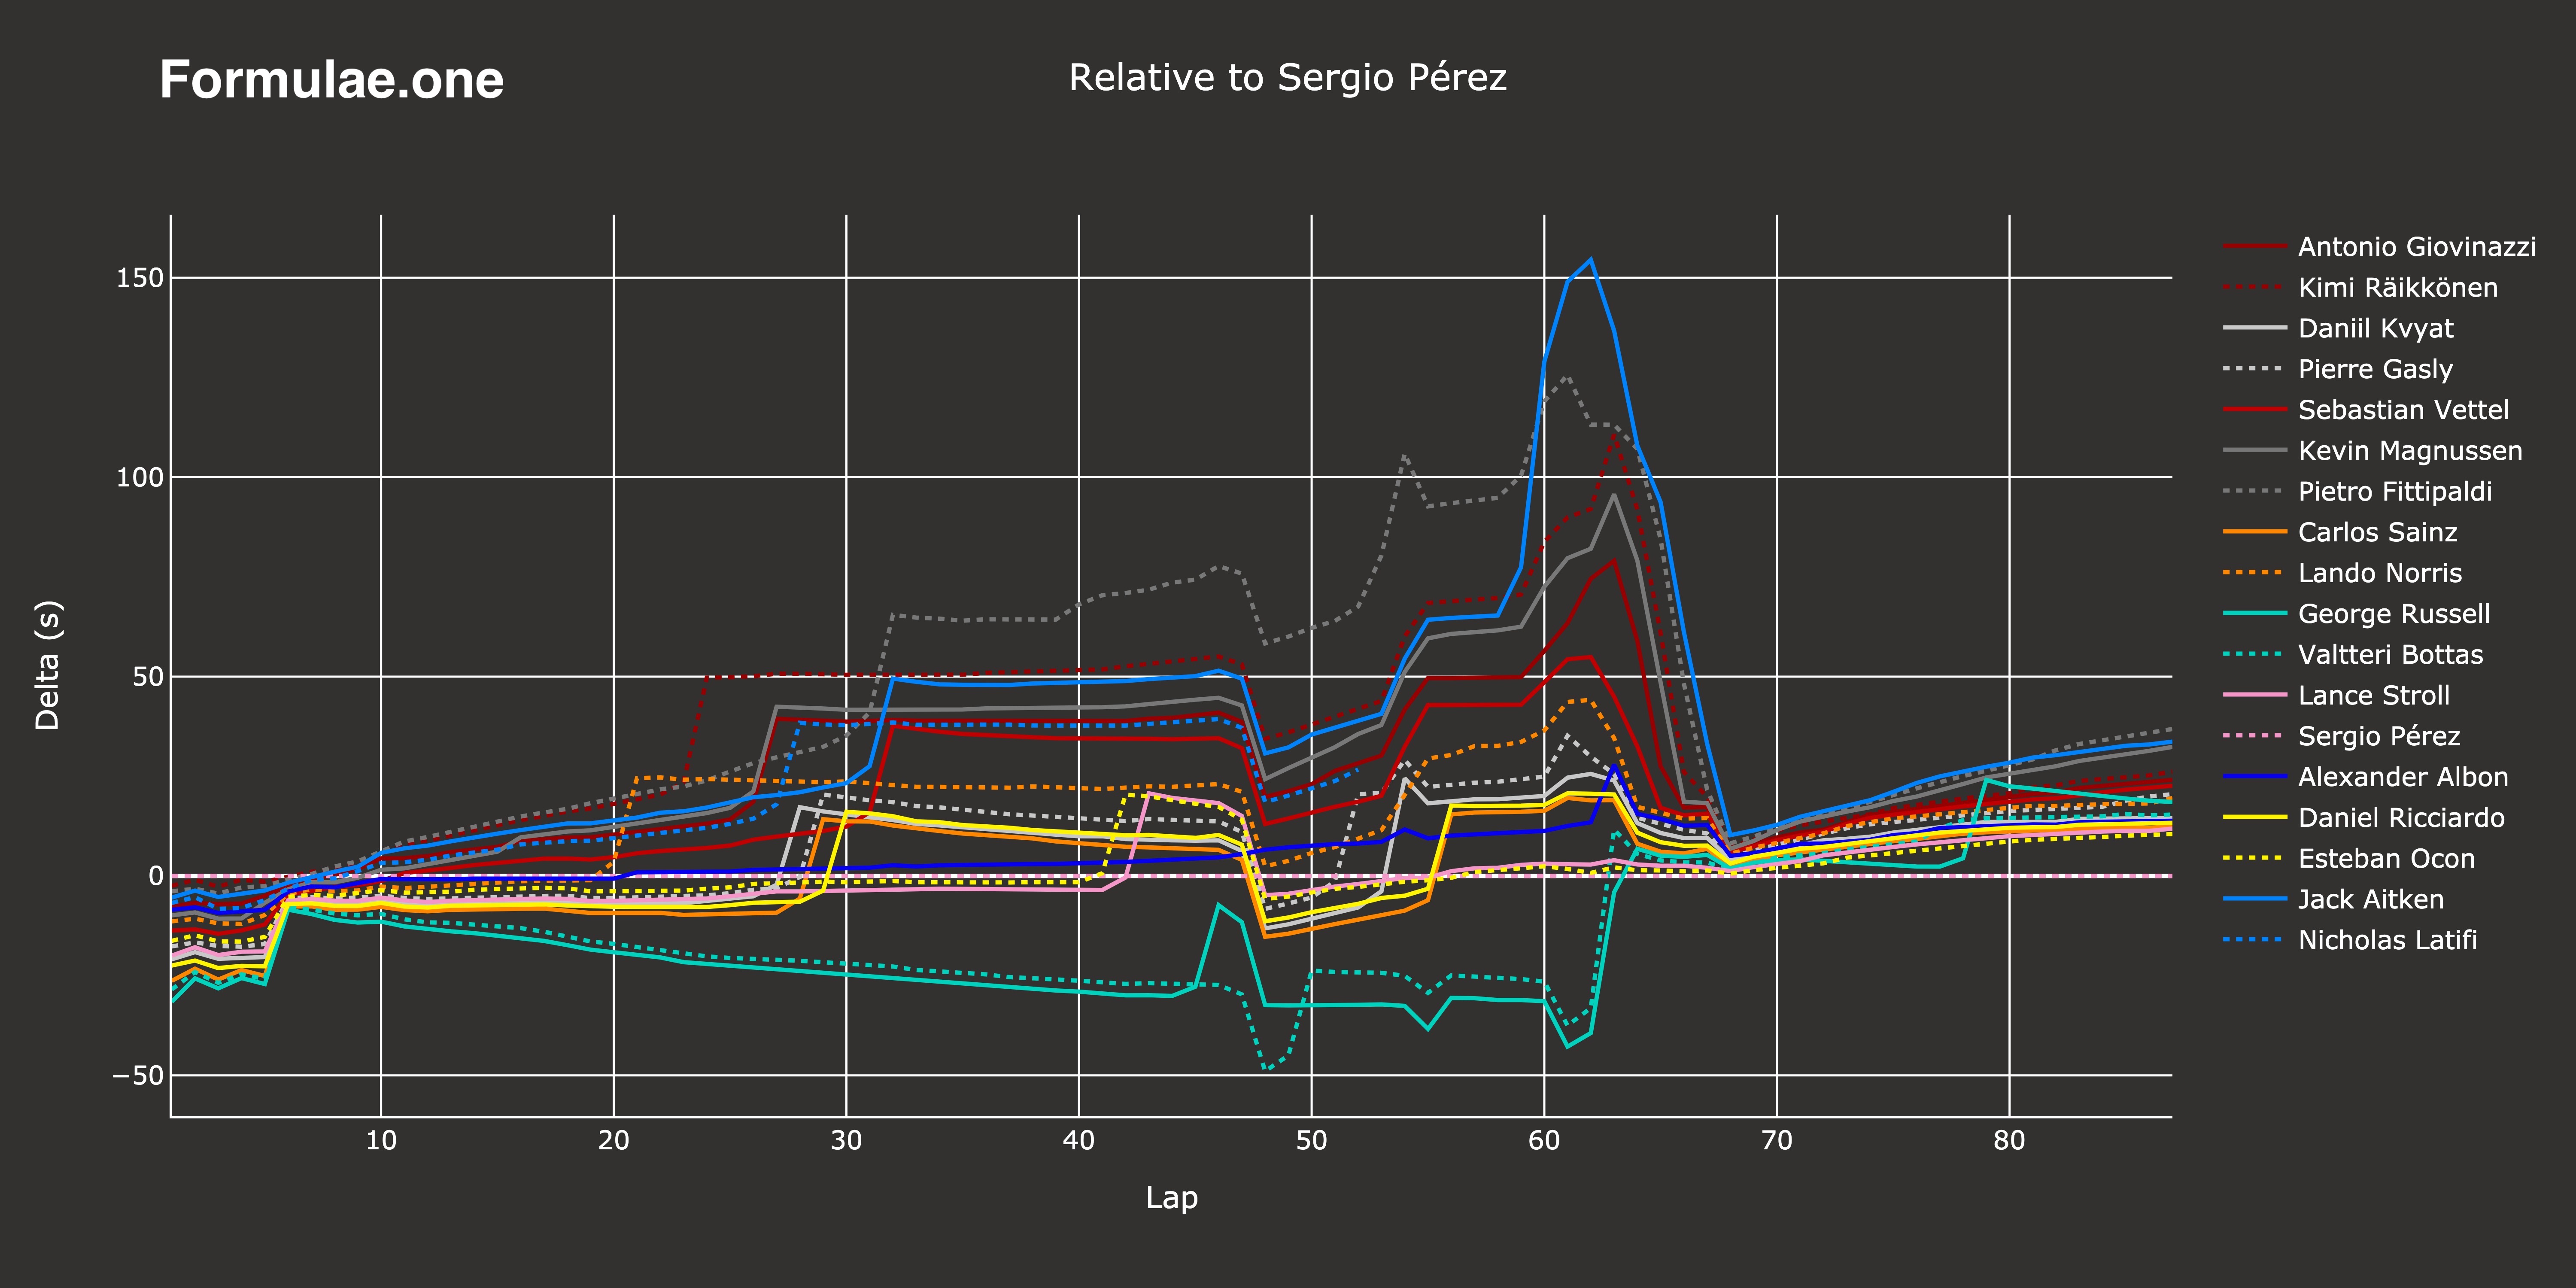 Formulae.one
Relative to Sergio Pérez
Delta (s)
150
100
50
0
−50
10 20 30 40 50 60 70 80
Lap
Antonio Giovinazzi
Kimi Räikkönen
Daniil Kvyat
Pierre Gasly
Sebastian Vettel
Kevin Magnussen
Pietro Fittipaldi
Carlos Sainz
Lando Norris
George Russell
Valtteri Bottas
Lance Stroll
Sergio Pérez
Alexander Albon
Daniel Ricciardo
Esteban Ocon
Jack Aitken
Nicholas Latifi